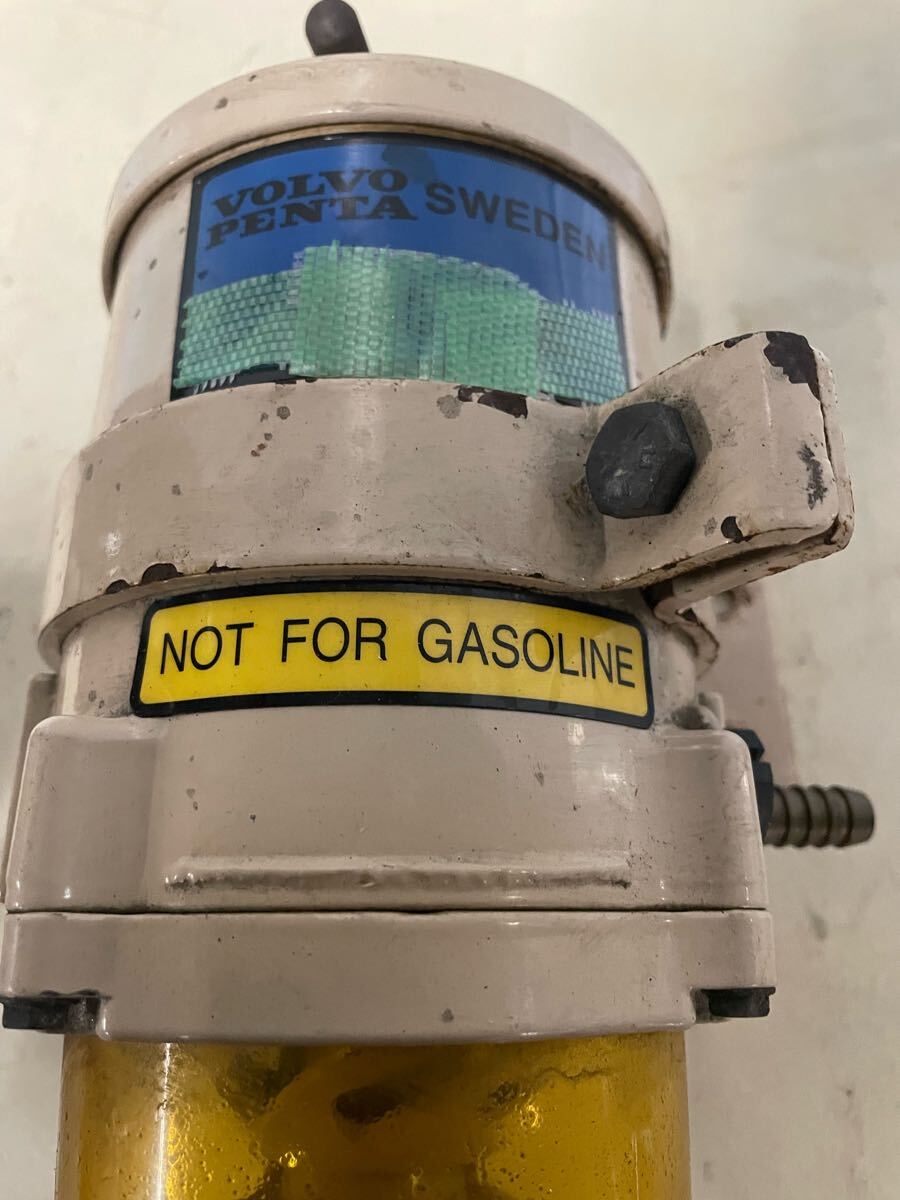 VOLVO
PENTA SWEDEN
NOT FOR GASOLINE